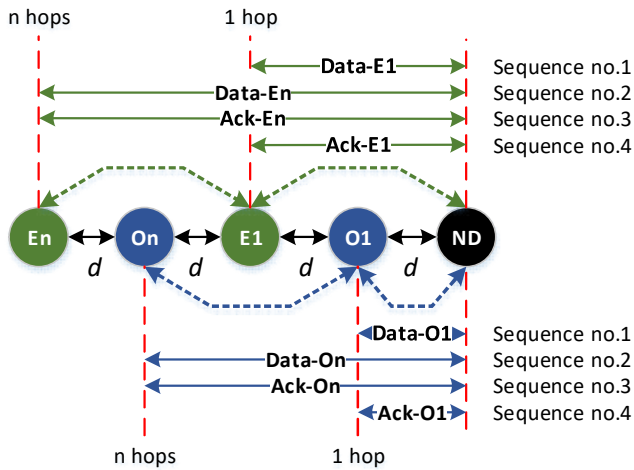 n hops 1 hop
Data-E1 Sequence no.1
Data-En Sequence no.2
Ack-En Sequence no.3
Ack-E1 Sequence no.4
En On E1 O1 ND
d d d d
Data-O1 Sequence no.1
Data-On Sequence no.2
Ack-On Sequence no.3
Ack-O1 Sequence no.4
n hops 1 hop